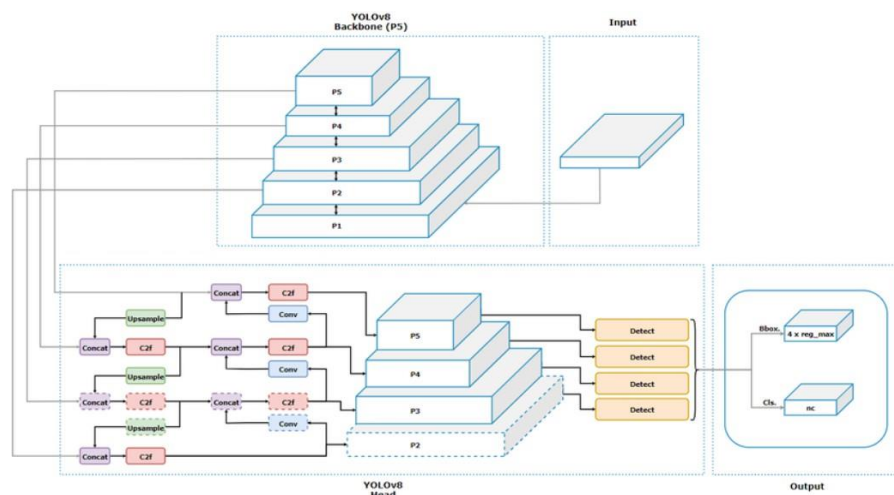 YOLOv8
Backbone (P5)
Input
P5
P4
P3
P2
P1
Concat
C2f
Upsample
Conv
P5
Detect
Bbox.
4 x reg_max
Concat
C2f
Concat
C2f
P4
Detect
Upsample
Conv
Detect
Concat
C2f
Concat
C2f
P3
Detect
Cls.
nc
Upsample
Conv
P2
Concat
C2f
YOLOv8
Head
Output